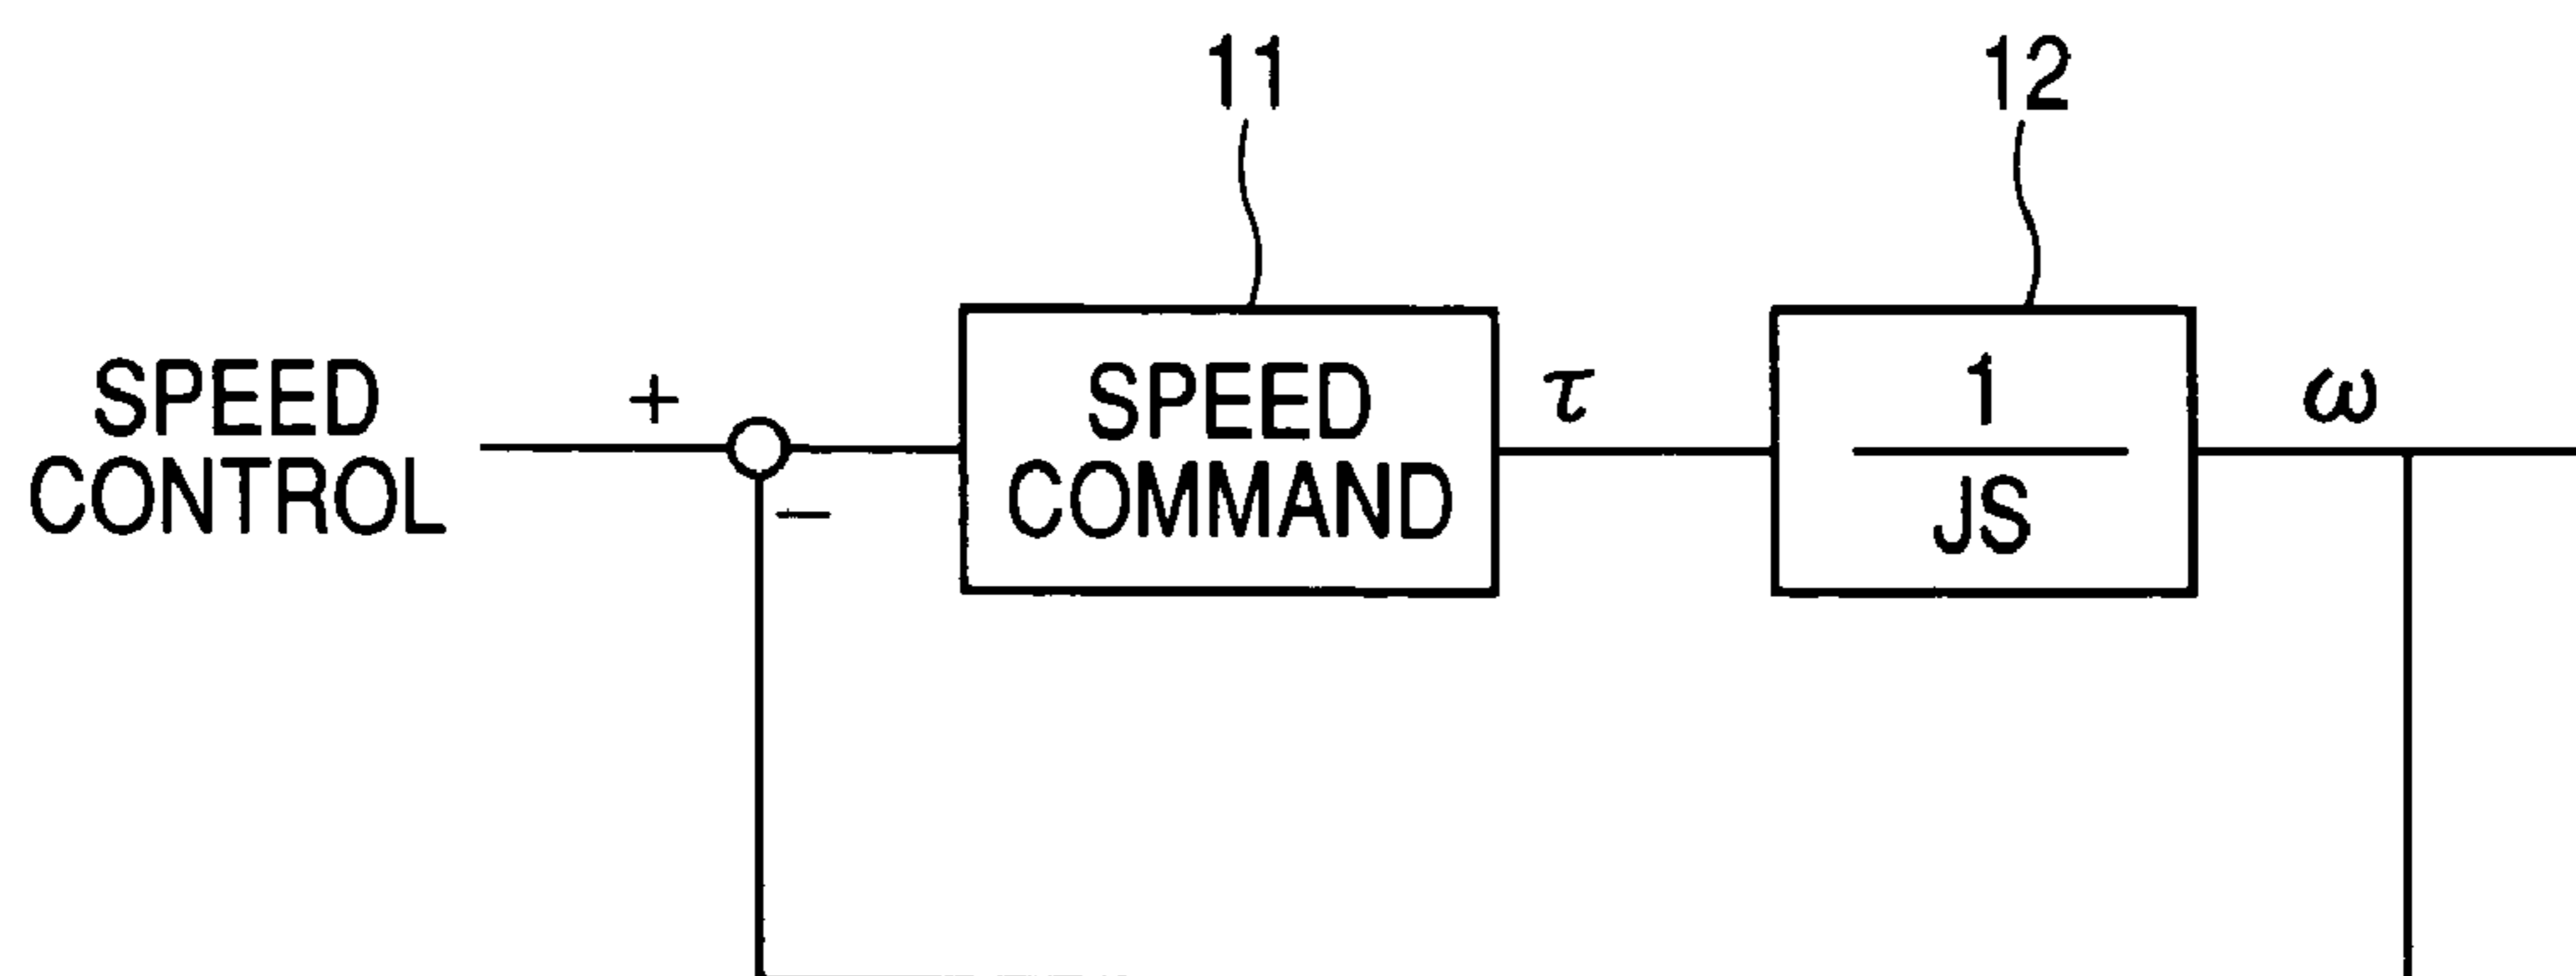 11
12
SPEED
CONTROL
+
−
SPEED
COMMAND
τ
1
JS
ω